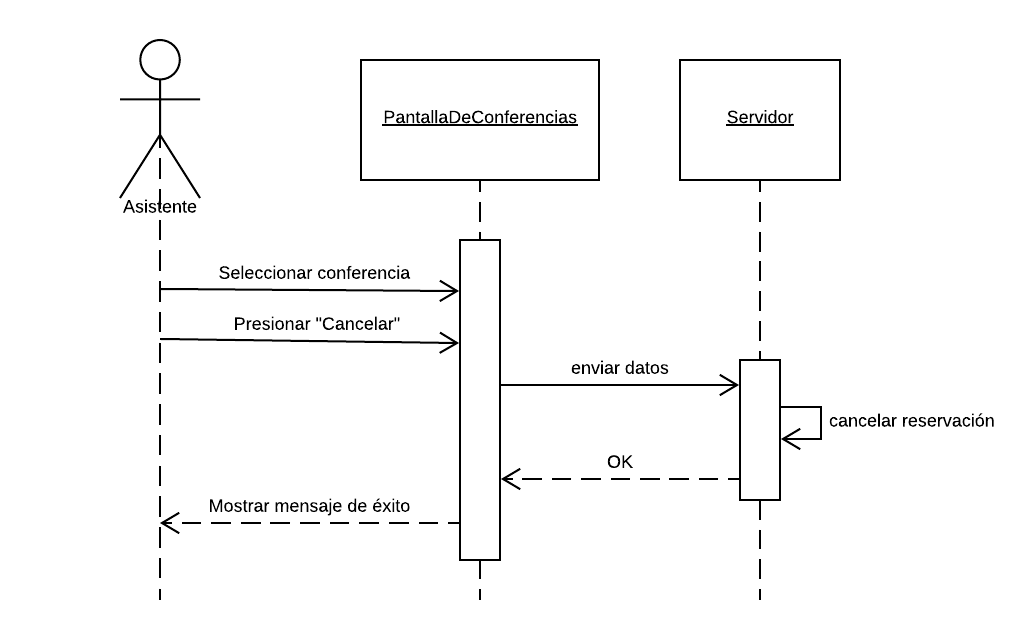 PantallaDeConferencias
Servidor
Asistente
Seleccionar conferencia
Presionar "Cancelar"
enviar datos
cancelar reservación
OK
Mostrar mensaje de éxito